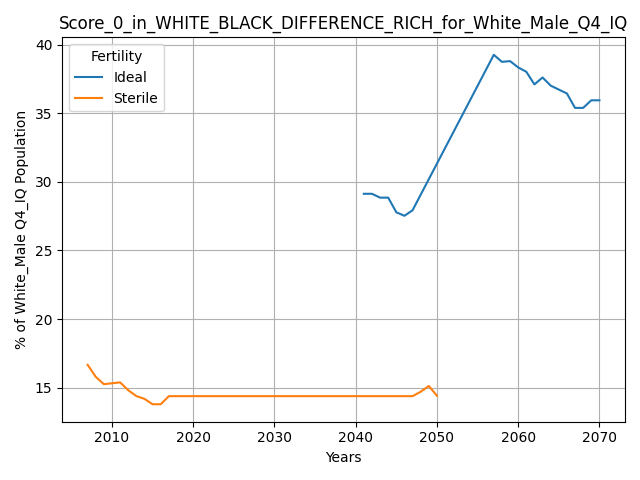 Score_0_in_WHITE_BLACK_DIFFERENCE_RICH_for_White_Male_Q4_IQ
Fertility
Ideal
Sterile
% of White_Male Q4_IQ Population
40
35
30
25
20
15
2010 2020 2030 2040 2050 2060 2070
Years